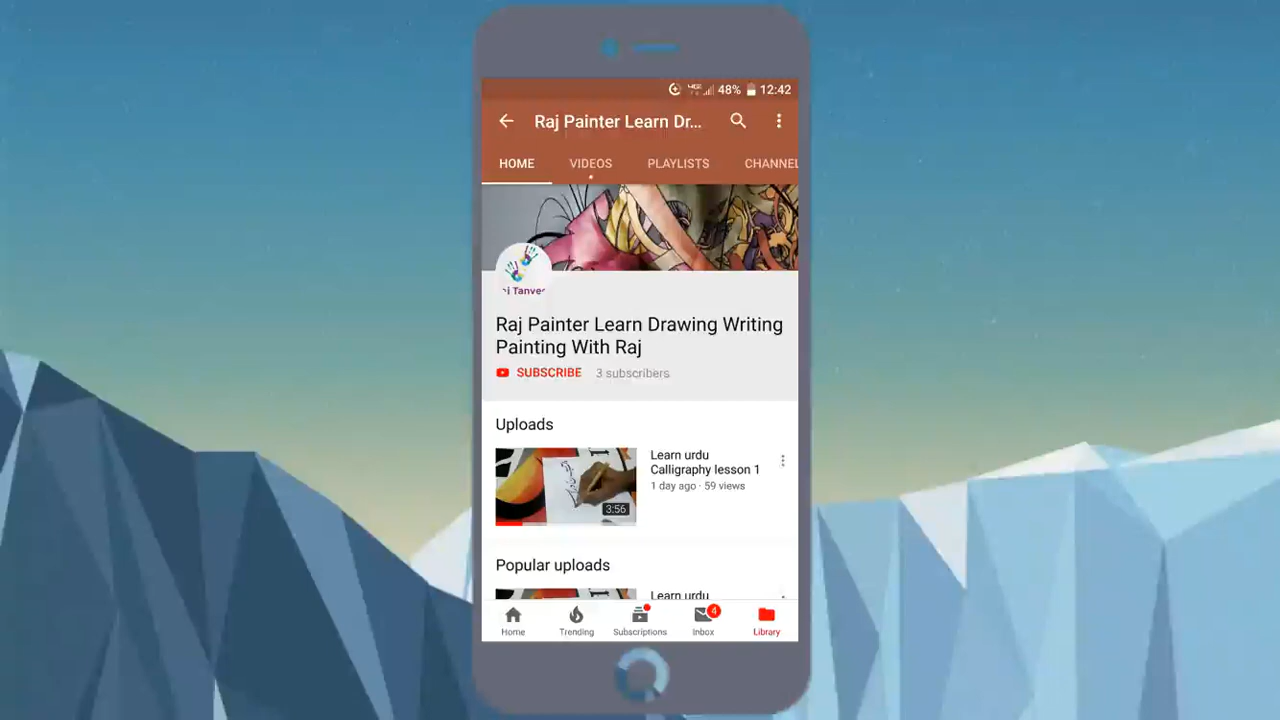 48% 12:42
Raj Painter Learn Dr...
HOME VIDEOS PLAYLISTS CHANNEL
Raj Painter Learn Drawing Writing
Painting With Raj
SUBSCRIBE 3 subscribers
Uploads
Learn urdu
Calligraphy lesson 1
1 day ago · 59 views
3:56
Popular uploads
Learn urdu
4
Home Trending Subscriptions Inbox Library